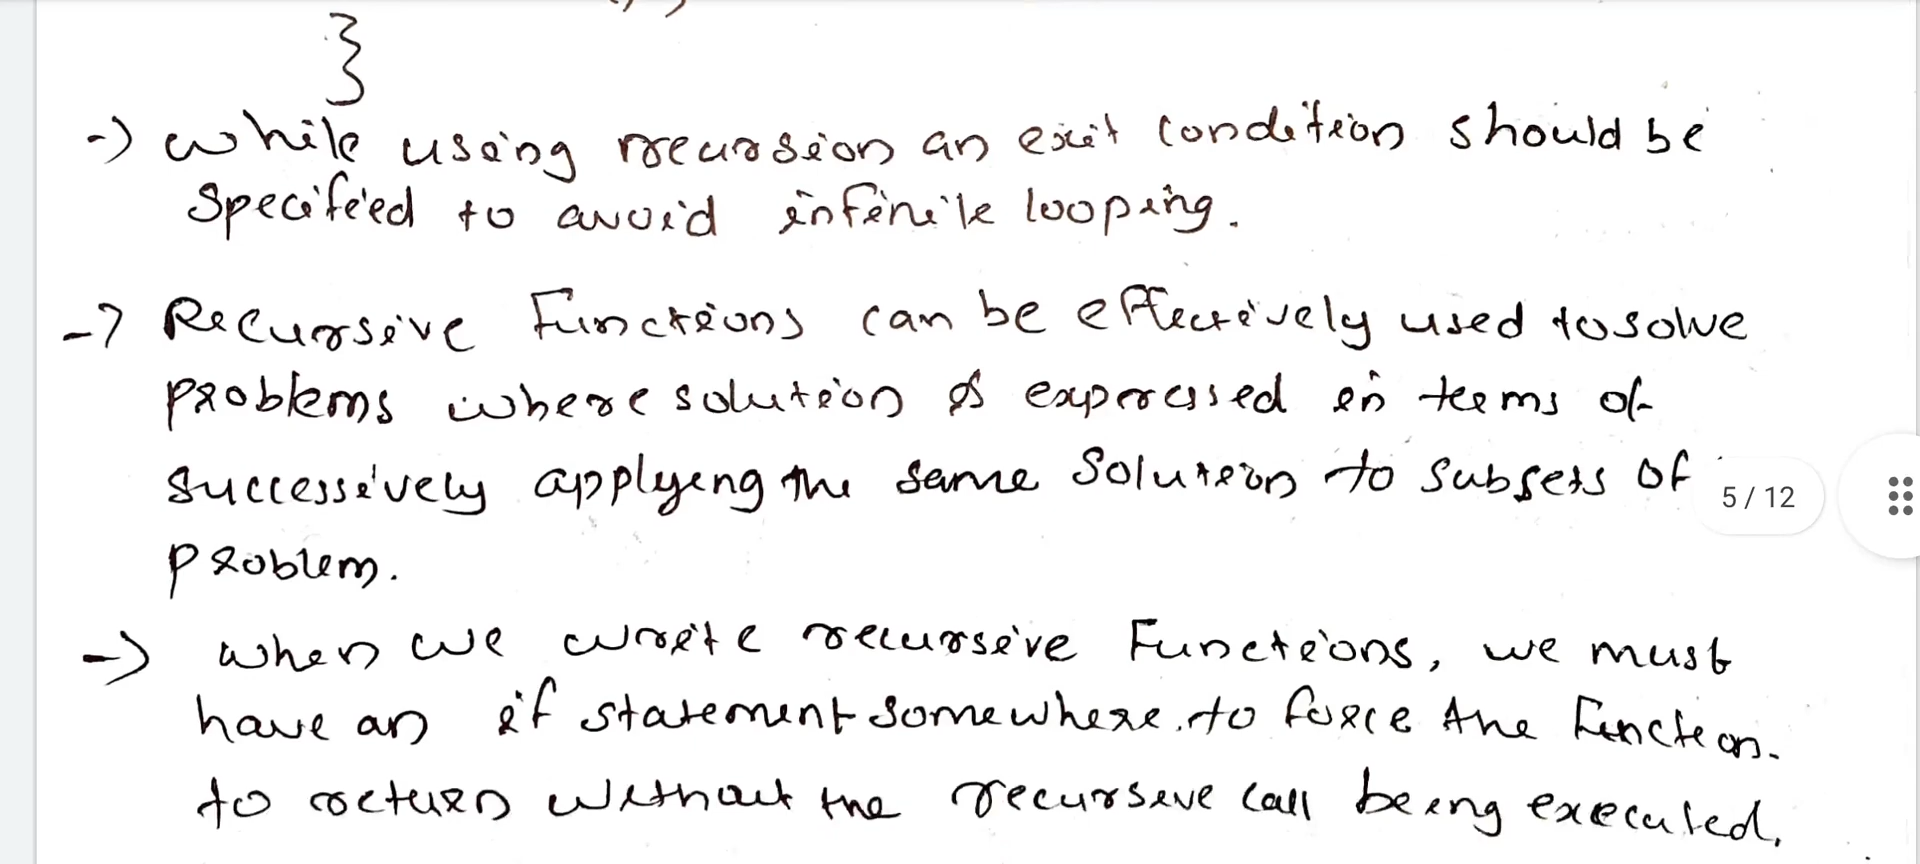 }
-> While using recursion an exit condition should be
specified to avoid infinite looping.
-> Recursive Functions can be effectively used to solve
problems where solution is expressed in terms of
successively applying the same solution to subsets of
5 / 12
problem.
-> when we write recursive Functions, we must
have an if statement somewhere to force the function
to return without the recursive call being executed.